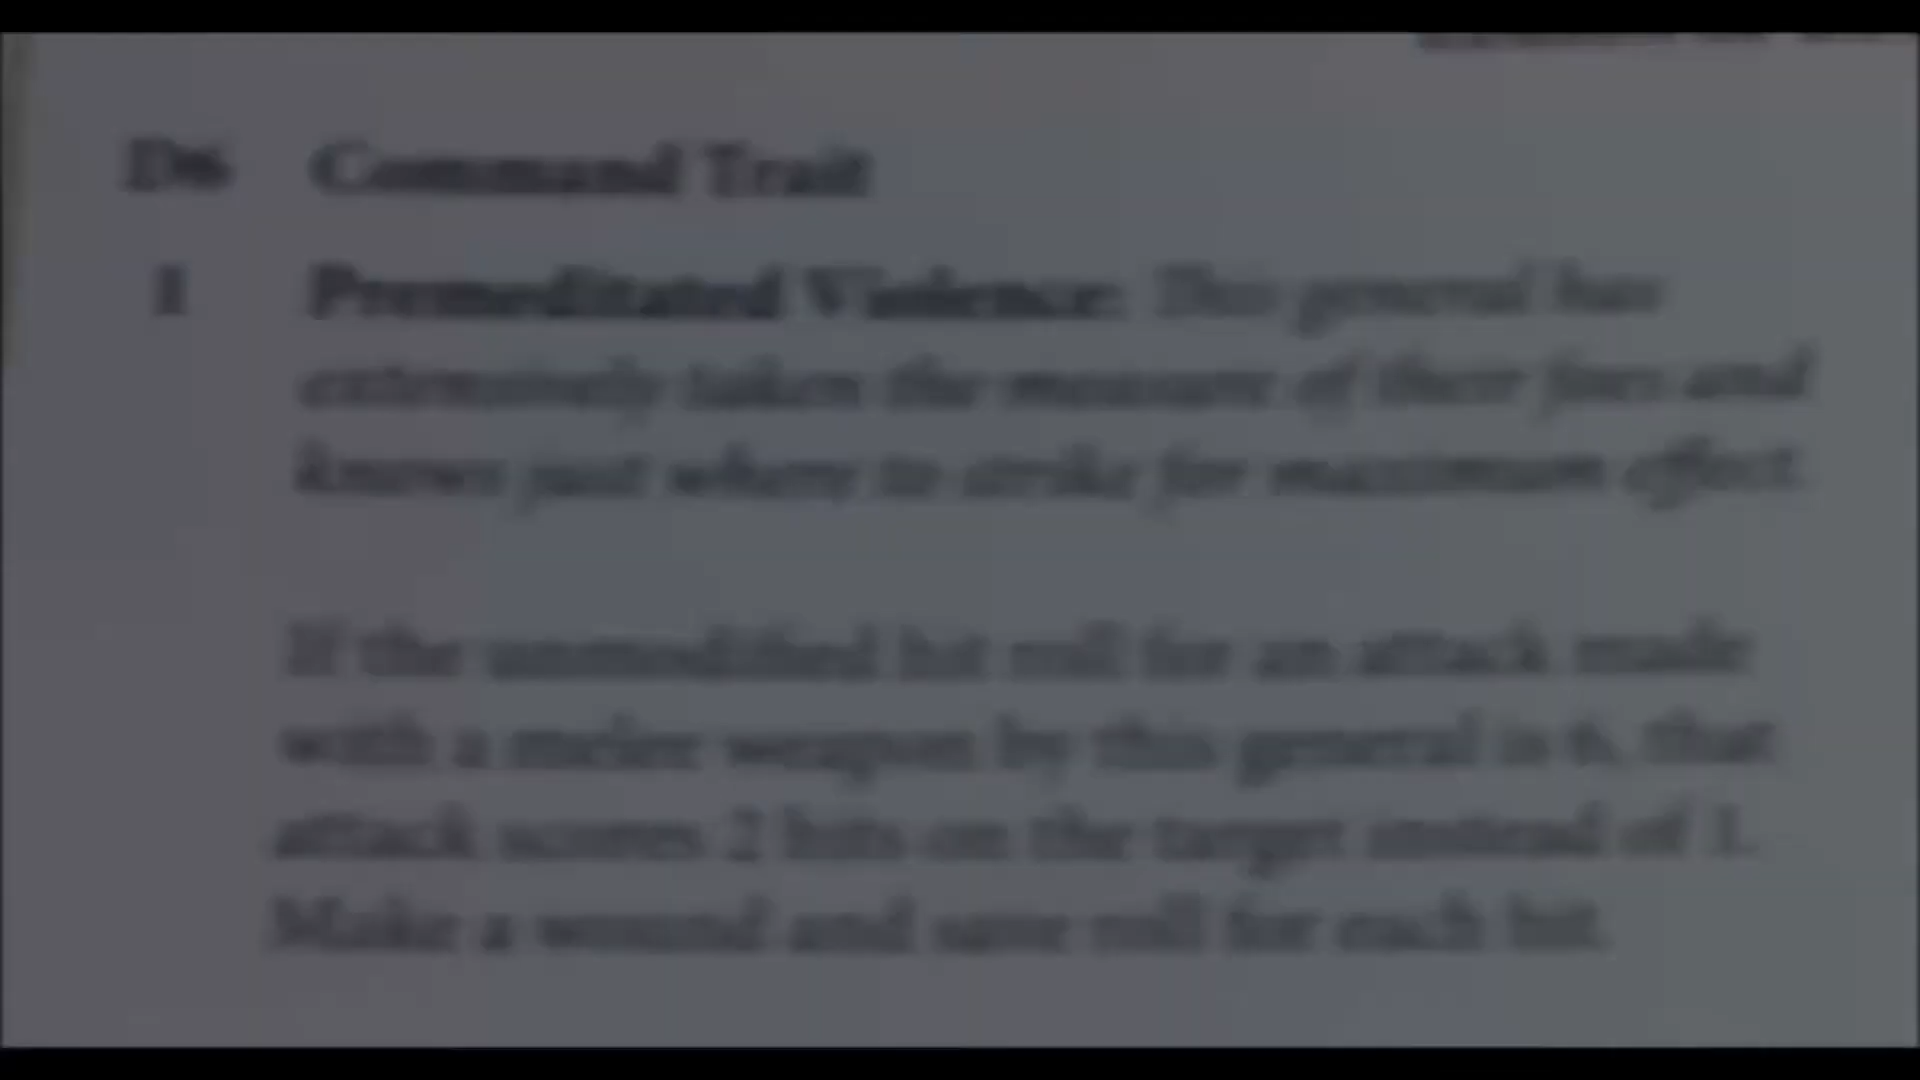 D6 Command Trait
1 Premeditated Violence: This general has
extensively taken the measure of their foes and
knows just where to strike for maximum effect.
If the unmodified hit roll for an attack made
with a melee weapon by this general is 6, that
attack scores 2 hits on the target instead of 1.
Make a wound and save roll for each hit.